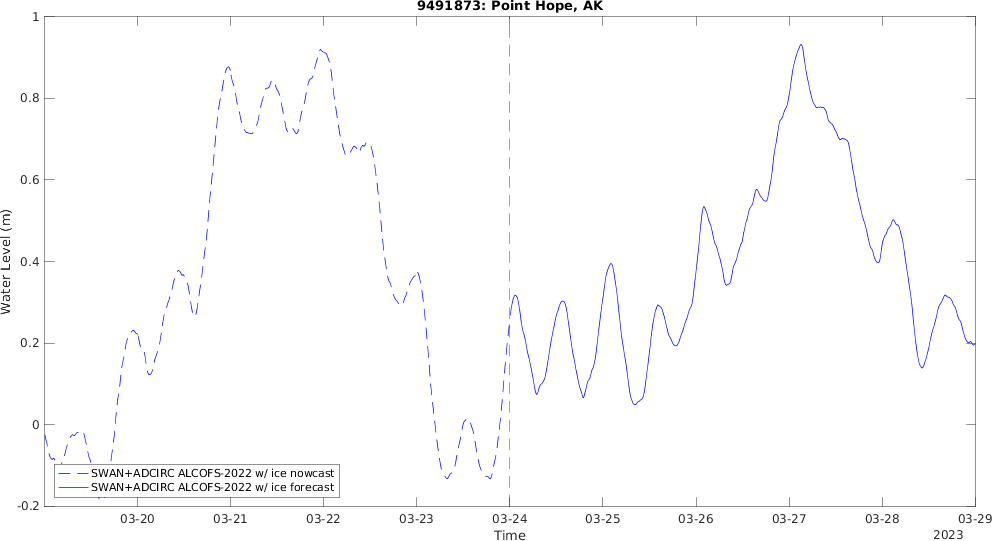 9491873: Point Hope, AK
1
0.8
0.6
0.4
0.2
0
-0.2
Water Level (m)
SWAN+ADCIRC ALCOFS-2022 w/ ice nowcast
SWAN+ADCIRC ALCOFS-2022 w/ ice forecast
03-20 03-21 03-22 03-23 03-24 03-25 03-26 03-27 03-28 03-29
Time
2023